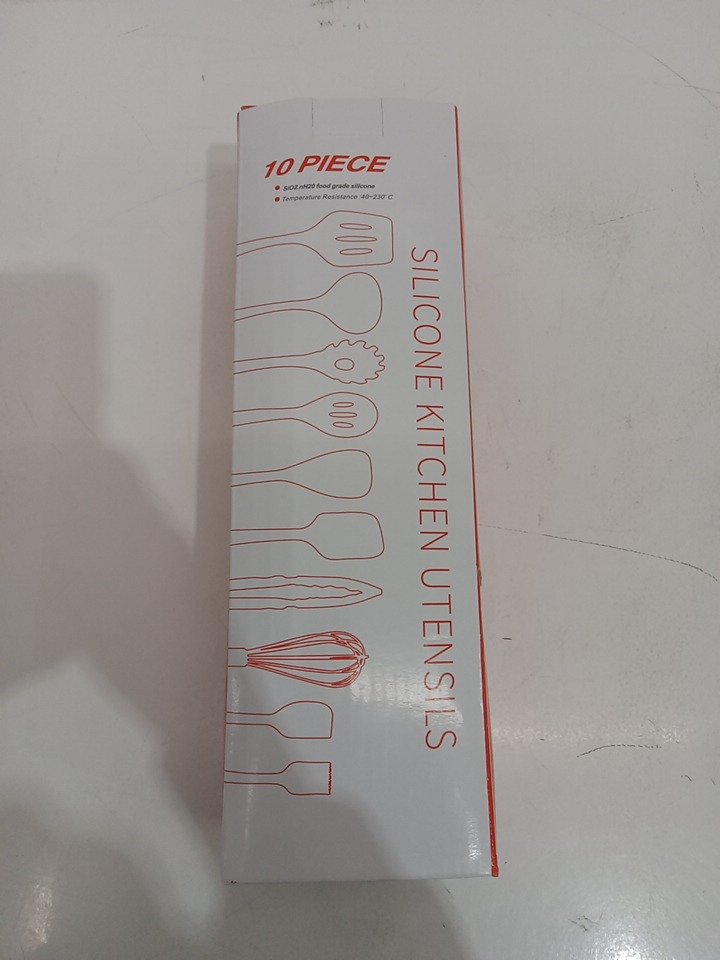 10 PIECE
SiO2.nH20 food grade silicone
Temperature Resistance :40~230°C
SILICONE KITCHEN UTENSILS